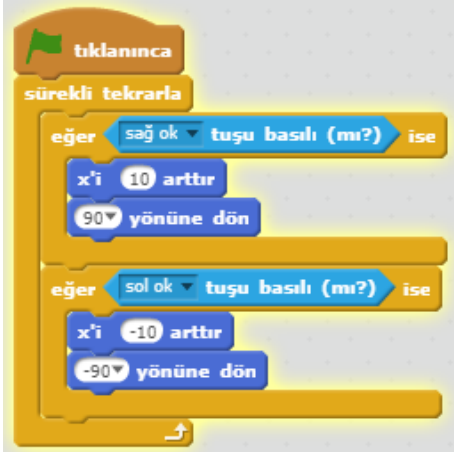 tıklanınca
sürekli tekrarla
eğer sağ ok tuşu basılı (mı?) ise
x'i 10 arttır
90 yönüne dön
eğer sol ok tuşu basılı (mı?) ise
x'i -10 arttır
-90 yönüne dön